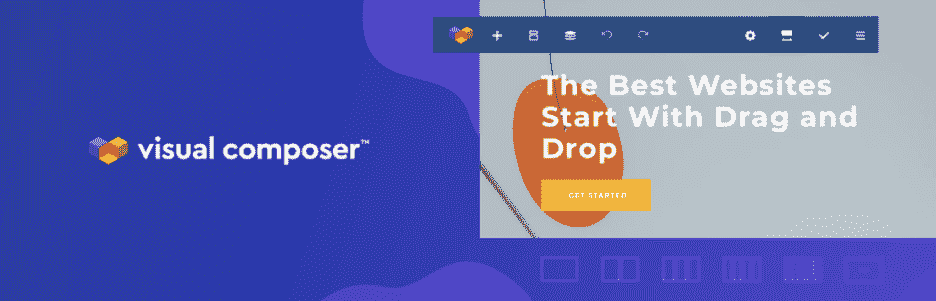 visual composer™
The Best Websites
Start With Drag and
Drop
GET STARTED